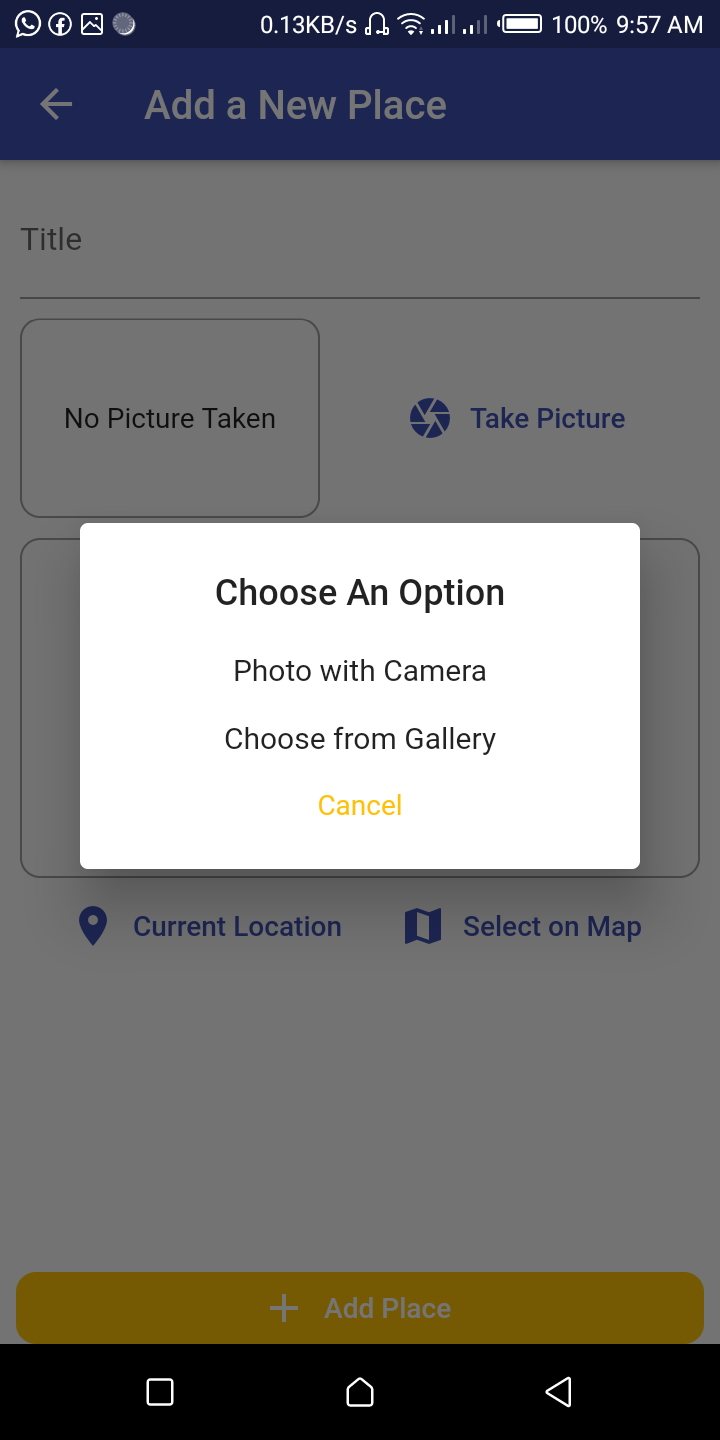 0.13KB/s 100% 9:57 AM
Add a New Place
Title
No Picture Taken
Take Picture
Choose An Option
Photo with Camera
Choose from Gallery
Cancel
Current Location
Select on Map
Add Place